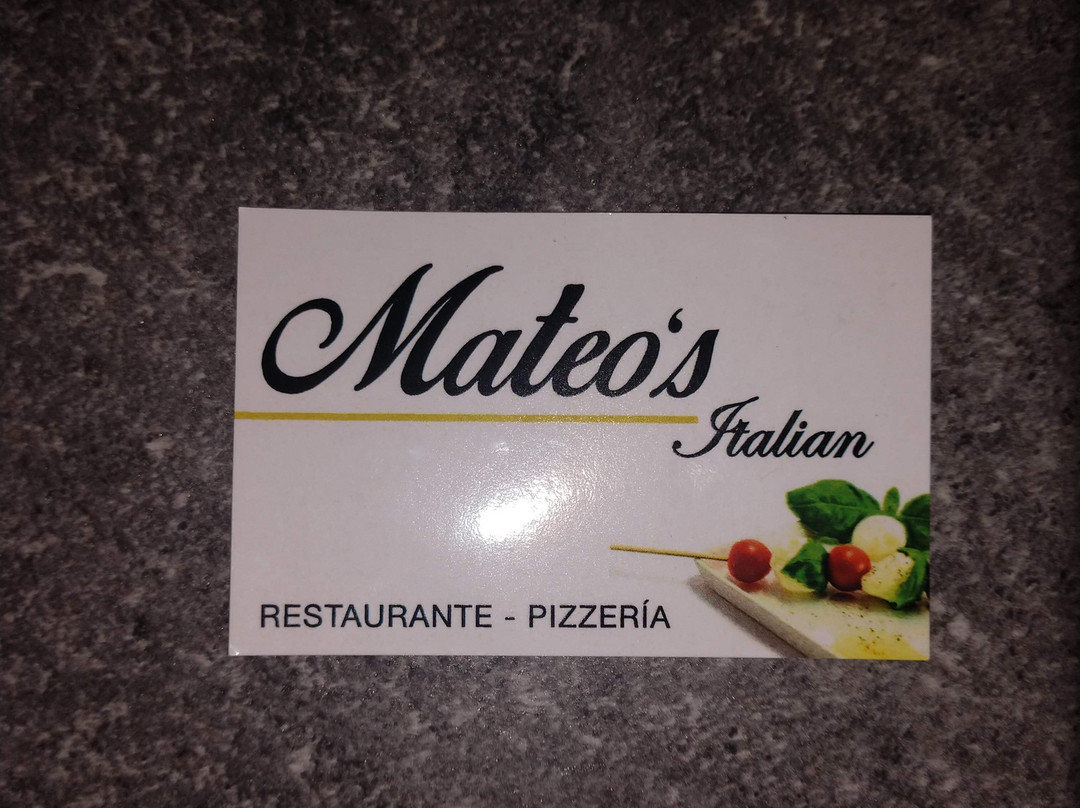 Mateo's
Italian
RESTAURANTE - PIZZERÍA